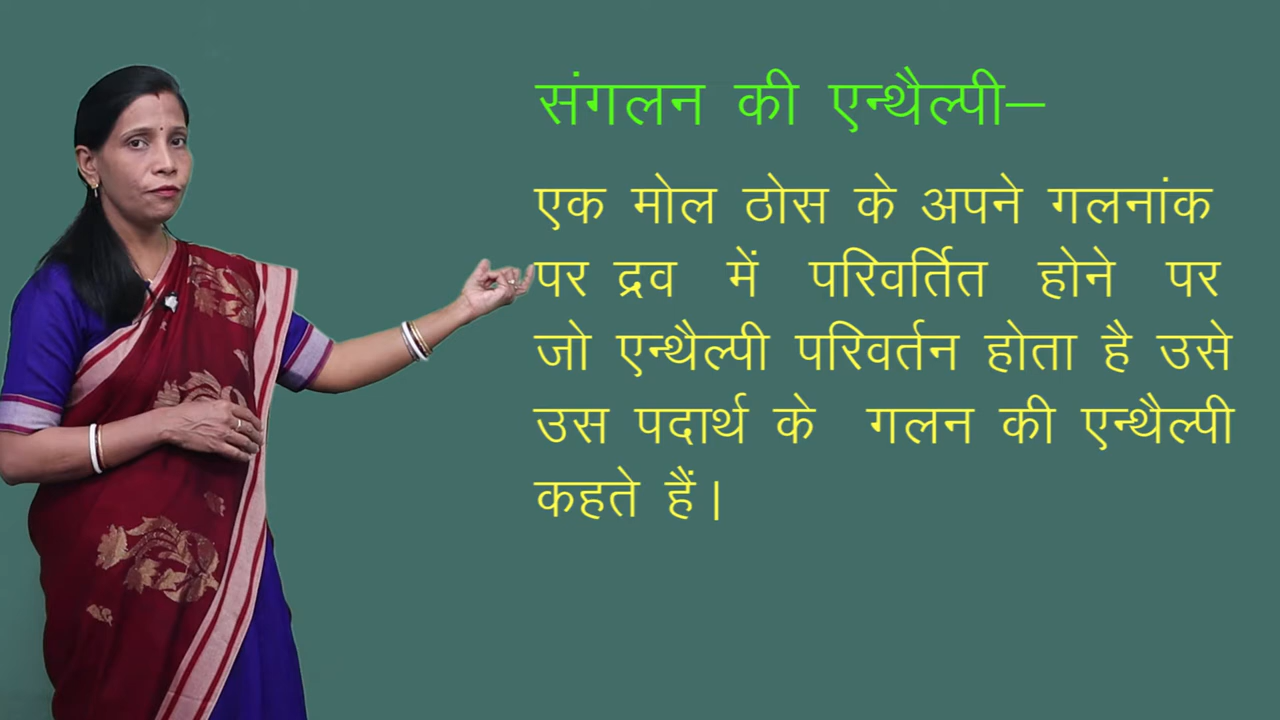 संगलन की एन्थैल्पी–
एक मोल ठोस के अपने गलनांक
पर द्रव में परिवर्तित होने पर
जो एन्थैल्पी परिवर्तन होता है उसे
उस पदार्थ के गलन की एन्थैल्पी
कहते हैं।